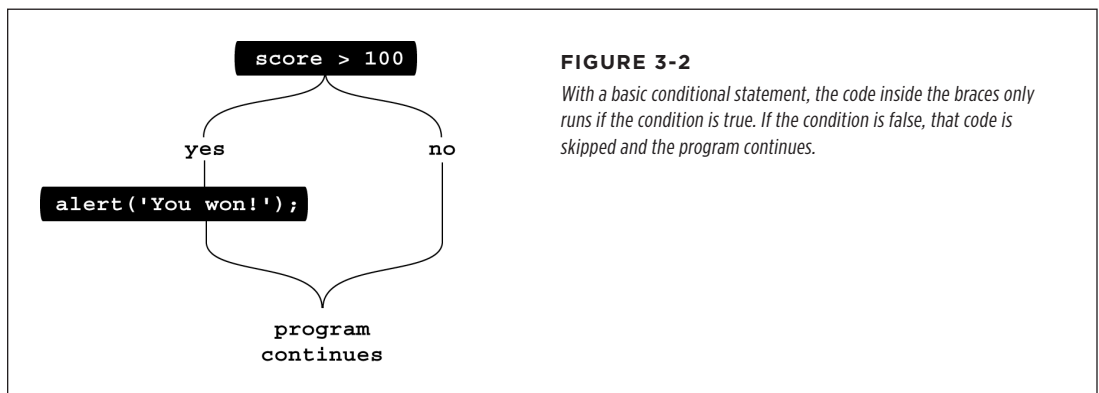 score > 100
yes
no
alert('You won!');
program
continues
FIGURE 3-2
With a basic conditional statement, the code inside the braces only
runs if the condition is true. If the condition is false, that code is
skipped and the program continues.